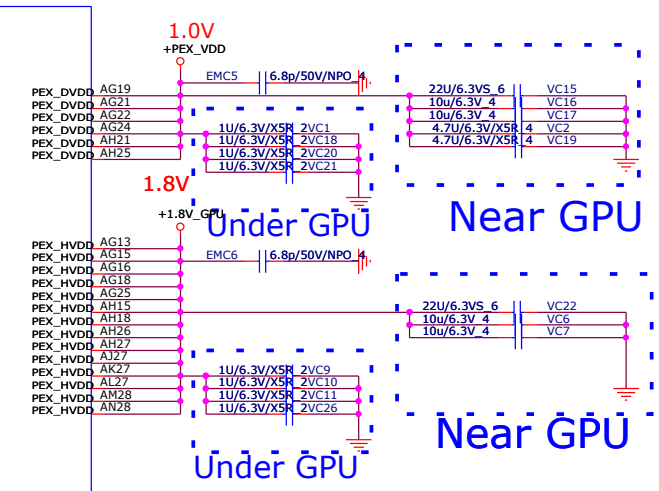 1.0V
+PEX_VDD
EMC5 6.8p/50V/NPO_4
PEX_DVDD AG19 22U/6.3VS_6 VC15
PEX_DVDD AG21 10u/6.3V_4 VC16
PEX_DVDD AG22 10u/6.3V_4 VC17
PEX_DVDD AG24 1U/6.3V/X5R_2 VC1 4.7U/6.3V/X5R_4 VC2
PEX_DVDD AH21 1U/6.3V/X5R_2 VC18 4.7U/6.3V/X5R_4 VC19
PEX_DVDD AH25 1U/6.3V/X5R_2 VC20
1U/6.3V/X5R_2 VC21
1.8V
+1.8V_GPU
Under GPU
Near GPU
PEX_HVDD AG13
PEX_HVDD AG15 EMC6 6.8p/50V/NPO_4
PEX_HVDD AG16
PEX_HVDD AG18
PEX_HVDD AG25
PEX_HVDD AH15 22U/6.3VS_6 VC22
PEX_HVDD AH18 10u/6.3V_4 VC6
PEX_HVDD AH26 10u/6.3V_4 VC7
PEX_HVDD AH27
PEX_HVDD AJ27
PEX_HVDD AK27 1U/6.3V/X5R_2 VC9
PEX_HVDD AL27 1U/6.3V/X5R_2 VC10
PEX_HVDD AM28 1U/6.3V/X5R_2 VC11
PEX_HVDD AN28 1U/6.3V/X5R_2 VC26
Near GPU
Under GPU